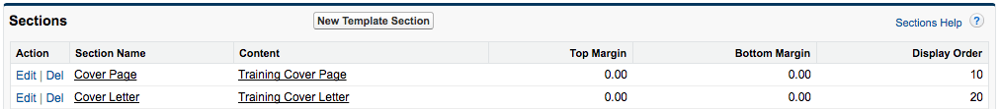 Sections New Template Section Sections Help ?
Action Section Name Content Top Margin Bottom Margin Display Order
Edit | Del Cover Page Training Cover Page 0.00 0.00 10
Edit | Del Cover Letter Training Cover Letter 0.00 0.00 20